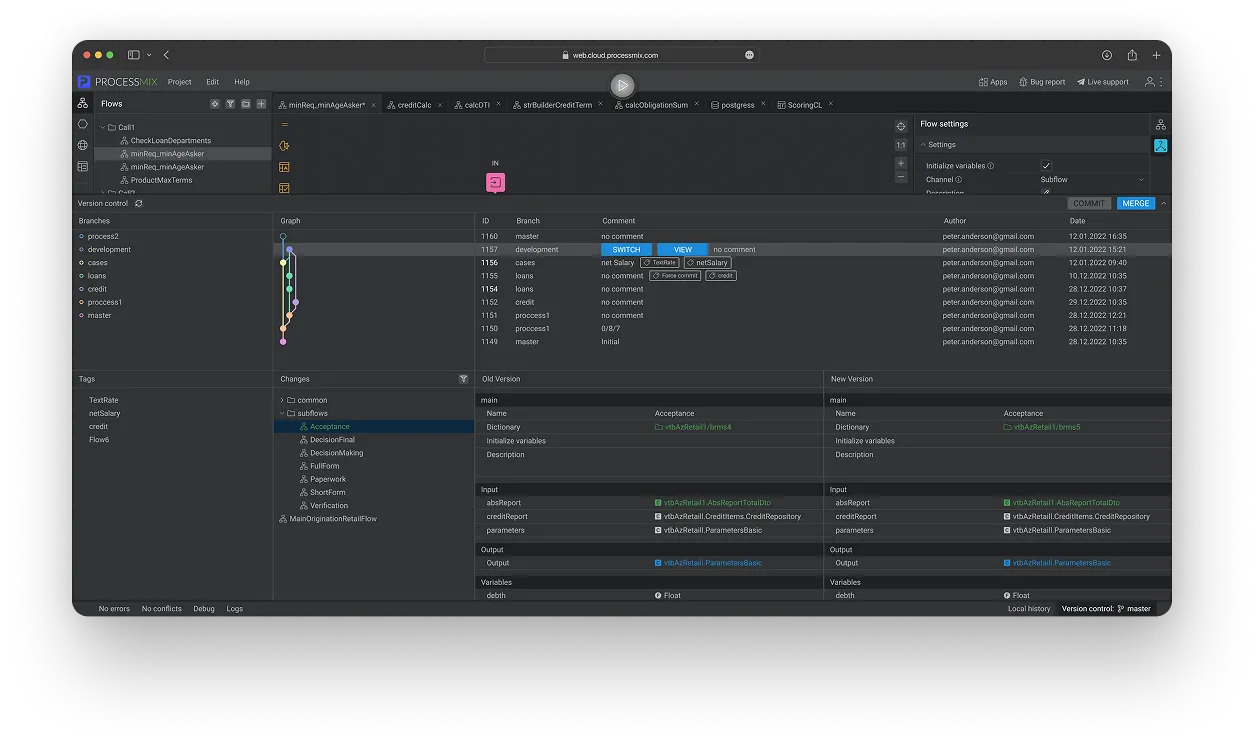 web.cloud.processmix.com
PROCESSMIX Project Edit Help Apps Bug report Live support
Flows
minReq_minAgeAsker* × creditCalc × calcDTI × strBuilderCreditTerm × calcObligationSum × postgress × ScoringCL ×
Call1
CheckLoanDepartments
minReq_minAgeAsker
minReq_minAgeAsker
ProductMaxTerms
Call2
IN
1:1
Flow settings
Settings
Initialize variables
Channel Subflow
Description
Version control COMMIT MERGE
Branches
process2
development
cases
loans
credit
proccess1
master
Graph
ID Branch Comment Author Date
1160 master no comment peter.anderson@gmail.com 12.01.2022 16:35
1157 development SWITCH VIEW no comment peter.anderson@gmail.com 12.01.2022 15:21
1156 cases net Salary TextRate netSalary peter.anderson@gmail.com 12.01.2022 09:40
1155 loans no comment Force commit credit peter.anderson@gmail.com 10.12.2022 10:35
1154 loans no comment peter.anderson@gmail.com 28.12.2022 10:37
1152 credit no comment peter.anderson@gmail.com 29.12.2022 10:35
1151 proccess1 no comment peter.anderson@gmail.com 28.12.2022 12:21
1150 proccess1 0/8/7 peter.anderson@gmail.com 28.12.2022 11:18
1149 master Initial peter.anderson@gmail.com 28.12.2022 10:35
Tags
TextRate
netSalary
credit
Flow6
Changes
common
subflows
Acceptance
DecisionFinal
DecisionMaking
FullForm
Paperwork
ShortForm
Verification
MainOriginationRetailFlow
Old Version
main
Name Acceptance
Dictionary vtbAzRetail1/brms4
Initialize variables
Description
Input
absReport vtbAzRetail1.AbsReportTotalDto
creditReport vtbAzRetaill.CreditItems.CreditRepository
parameters vtbAzRetaill.ParametersBasic
Output
Output vtbAzRetaill.ParametersBasic
Variables
debth Float
New Version
main
Name Acceptance
Dictionary vtbAzRetail1/brms5
Initialize variables
Description
Input
absReport vtbAzRetail1.AbsReportTotalDto
creditReport vtbAzRetaill.CreditItems.CreditRepository
parameters vtbAzRetaill.ParametersBasic
Output
Output vtbAzRetaill.ParametersBasic
Variables
debth Float
No errors No conflicts Debug Logs Local history Version control: master